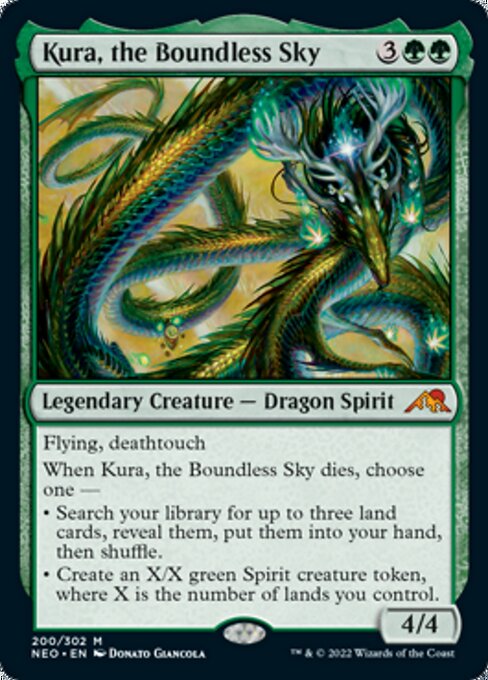 Kura, the Boundless Sky 3
Legendary Creature — Dragon Spirit
Flying, deathtouch
When Kura, the Boundless Sky dies, choose
one —
• Search your library for up to three land
cards, reveal them, put them into your hand,
then shuffle.
• Create an X/X green Spirit creature token,
where X is the number of lands you control.
4/4
200/302 M
NEO • EN Donato Giancola
™ & © 2022 Wizards of the Coast